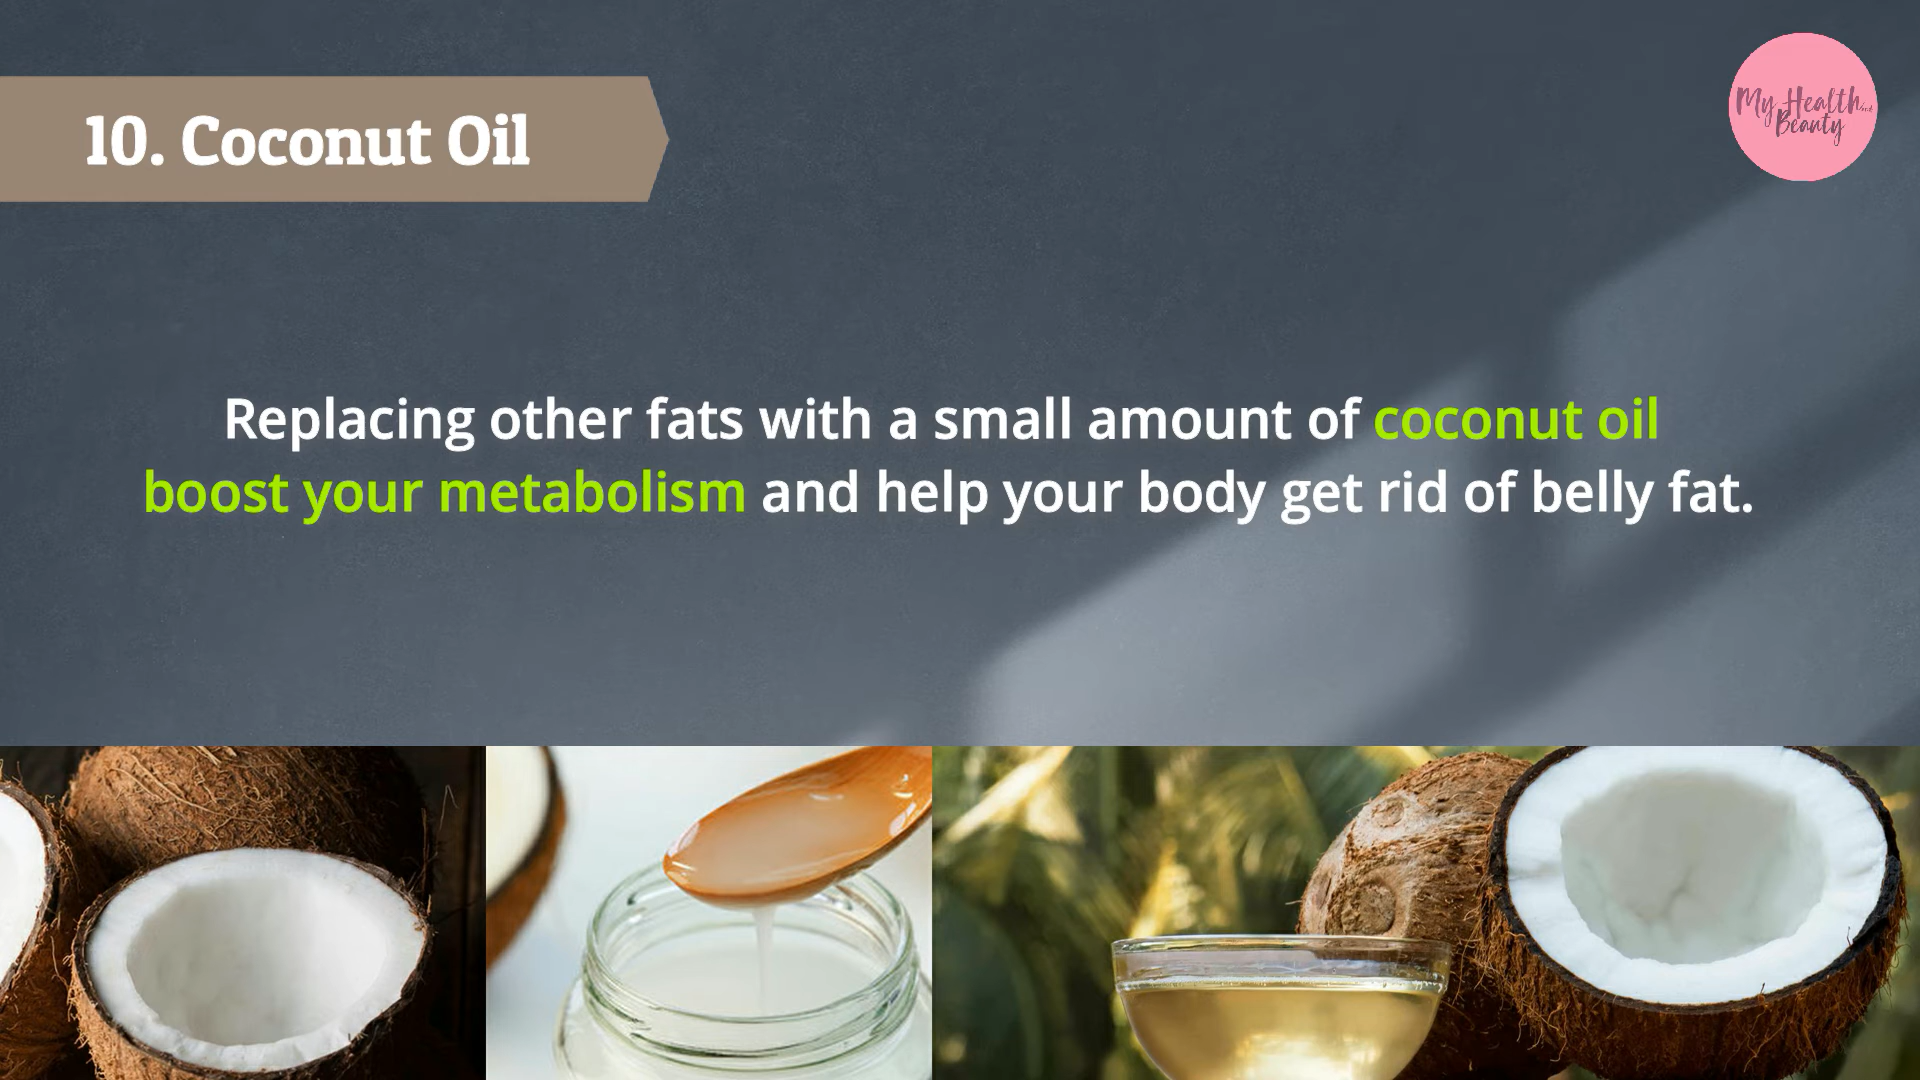 10. Coconut Oil
My Health
Beauty
Replacing other fats with a small amount of coconut oil
boost your metabolism and help your body get rid of belly fat.